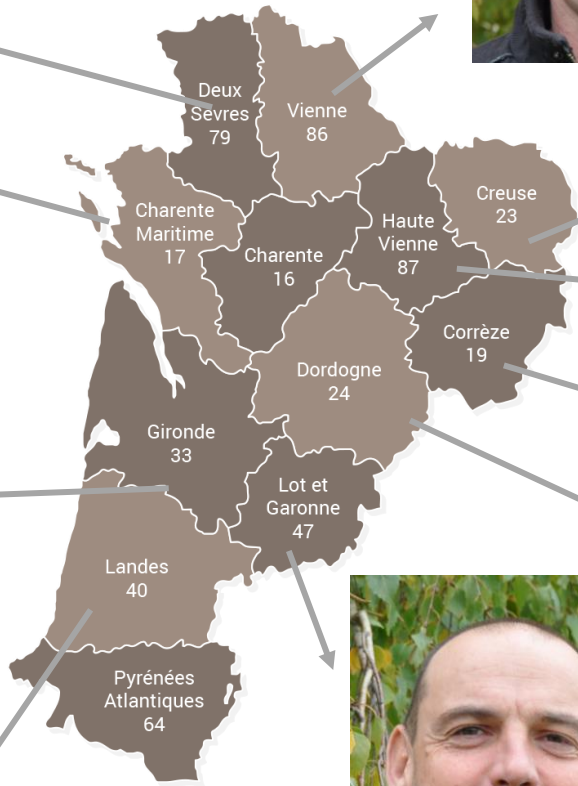 Deux
Sèvres
79
Vienne
86
Creuse
23
Charente
Maritime
17
Haute
Vienne
87
Charente
16
Corrèze
19
Dordogne
24
Gironde
33
Lot et
Garonne
47
Landes
40
Pyrénées
Atlantiques
64